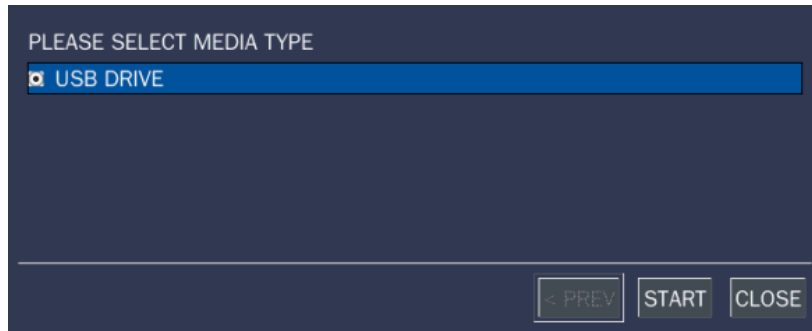 PLEASE SELECT MEDIA TYPE
USB DRIVE
< PREV START CLOSE